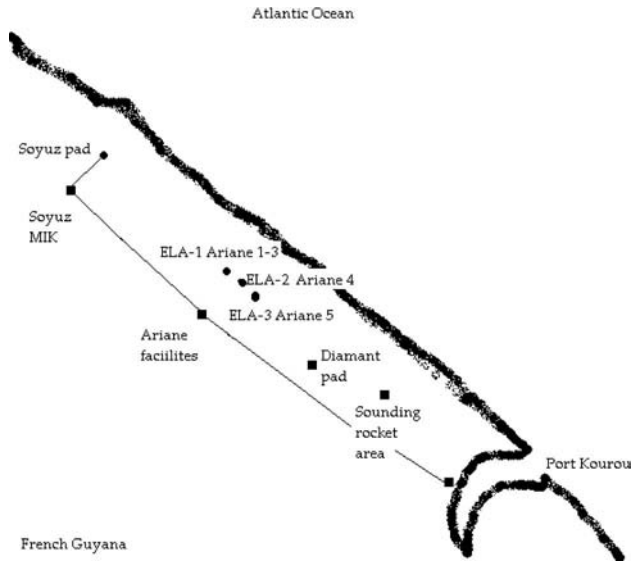 Atlantic Ocean
Soyuz pad
Soyuz
MIK
ELA-1 Ariane 1-3
ELA-2 Ariane 4
ELA-3 Ariane 5
Ariane
faciilites
Diamant
pad
Sounding
rocket
area
Port Kourou
French Guyana